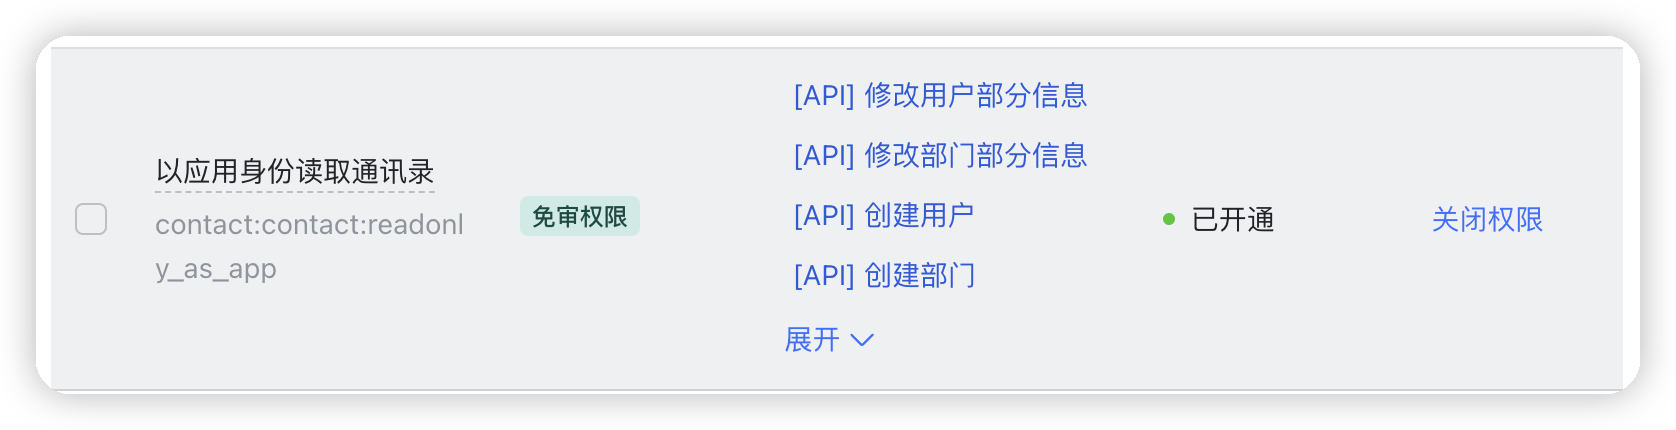 以应用身份读取通讯录
contact:contact:readonl
y_as_app
免审权限
[API] 修改用户部分信息
[API] 修改部门部分信息
[API] 创建用户
[API] 创建部门
展开
已开通
关闭权限